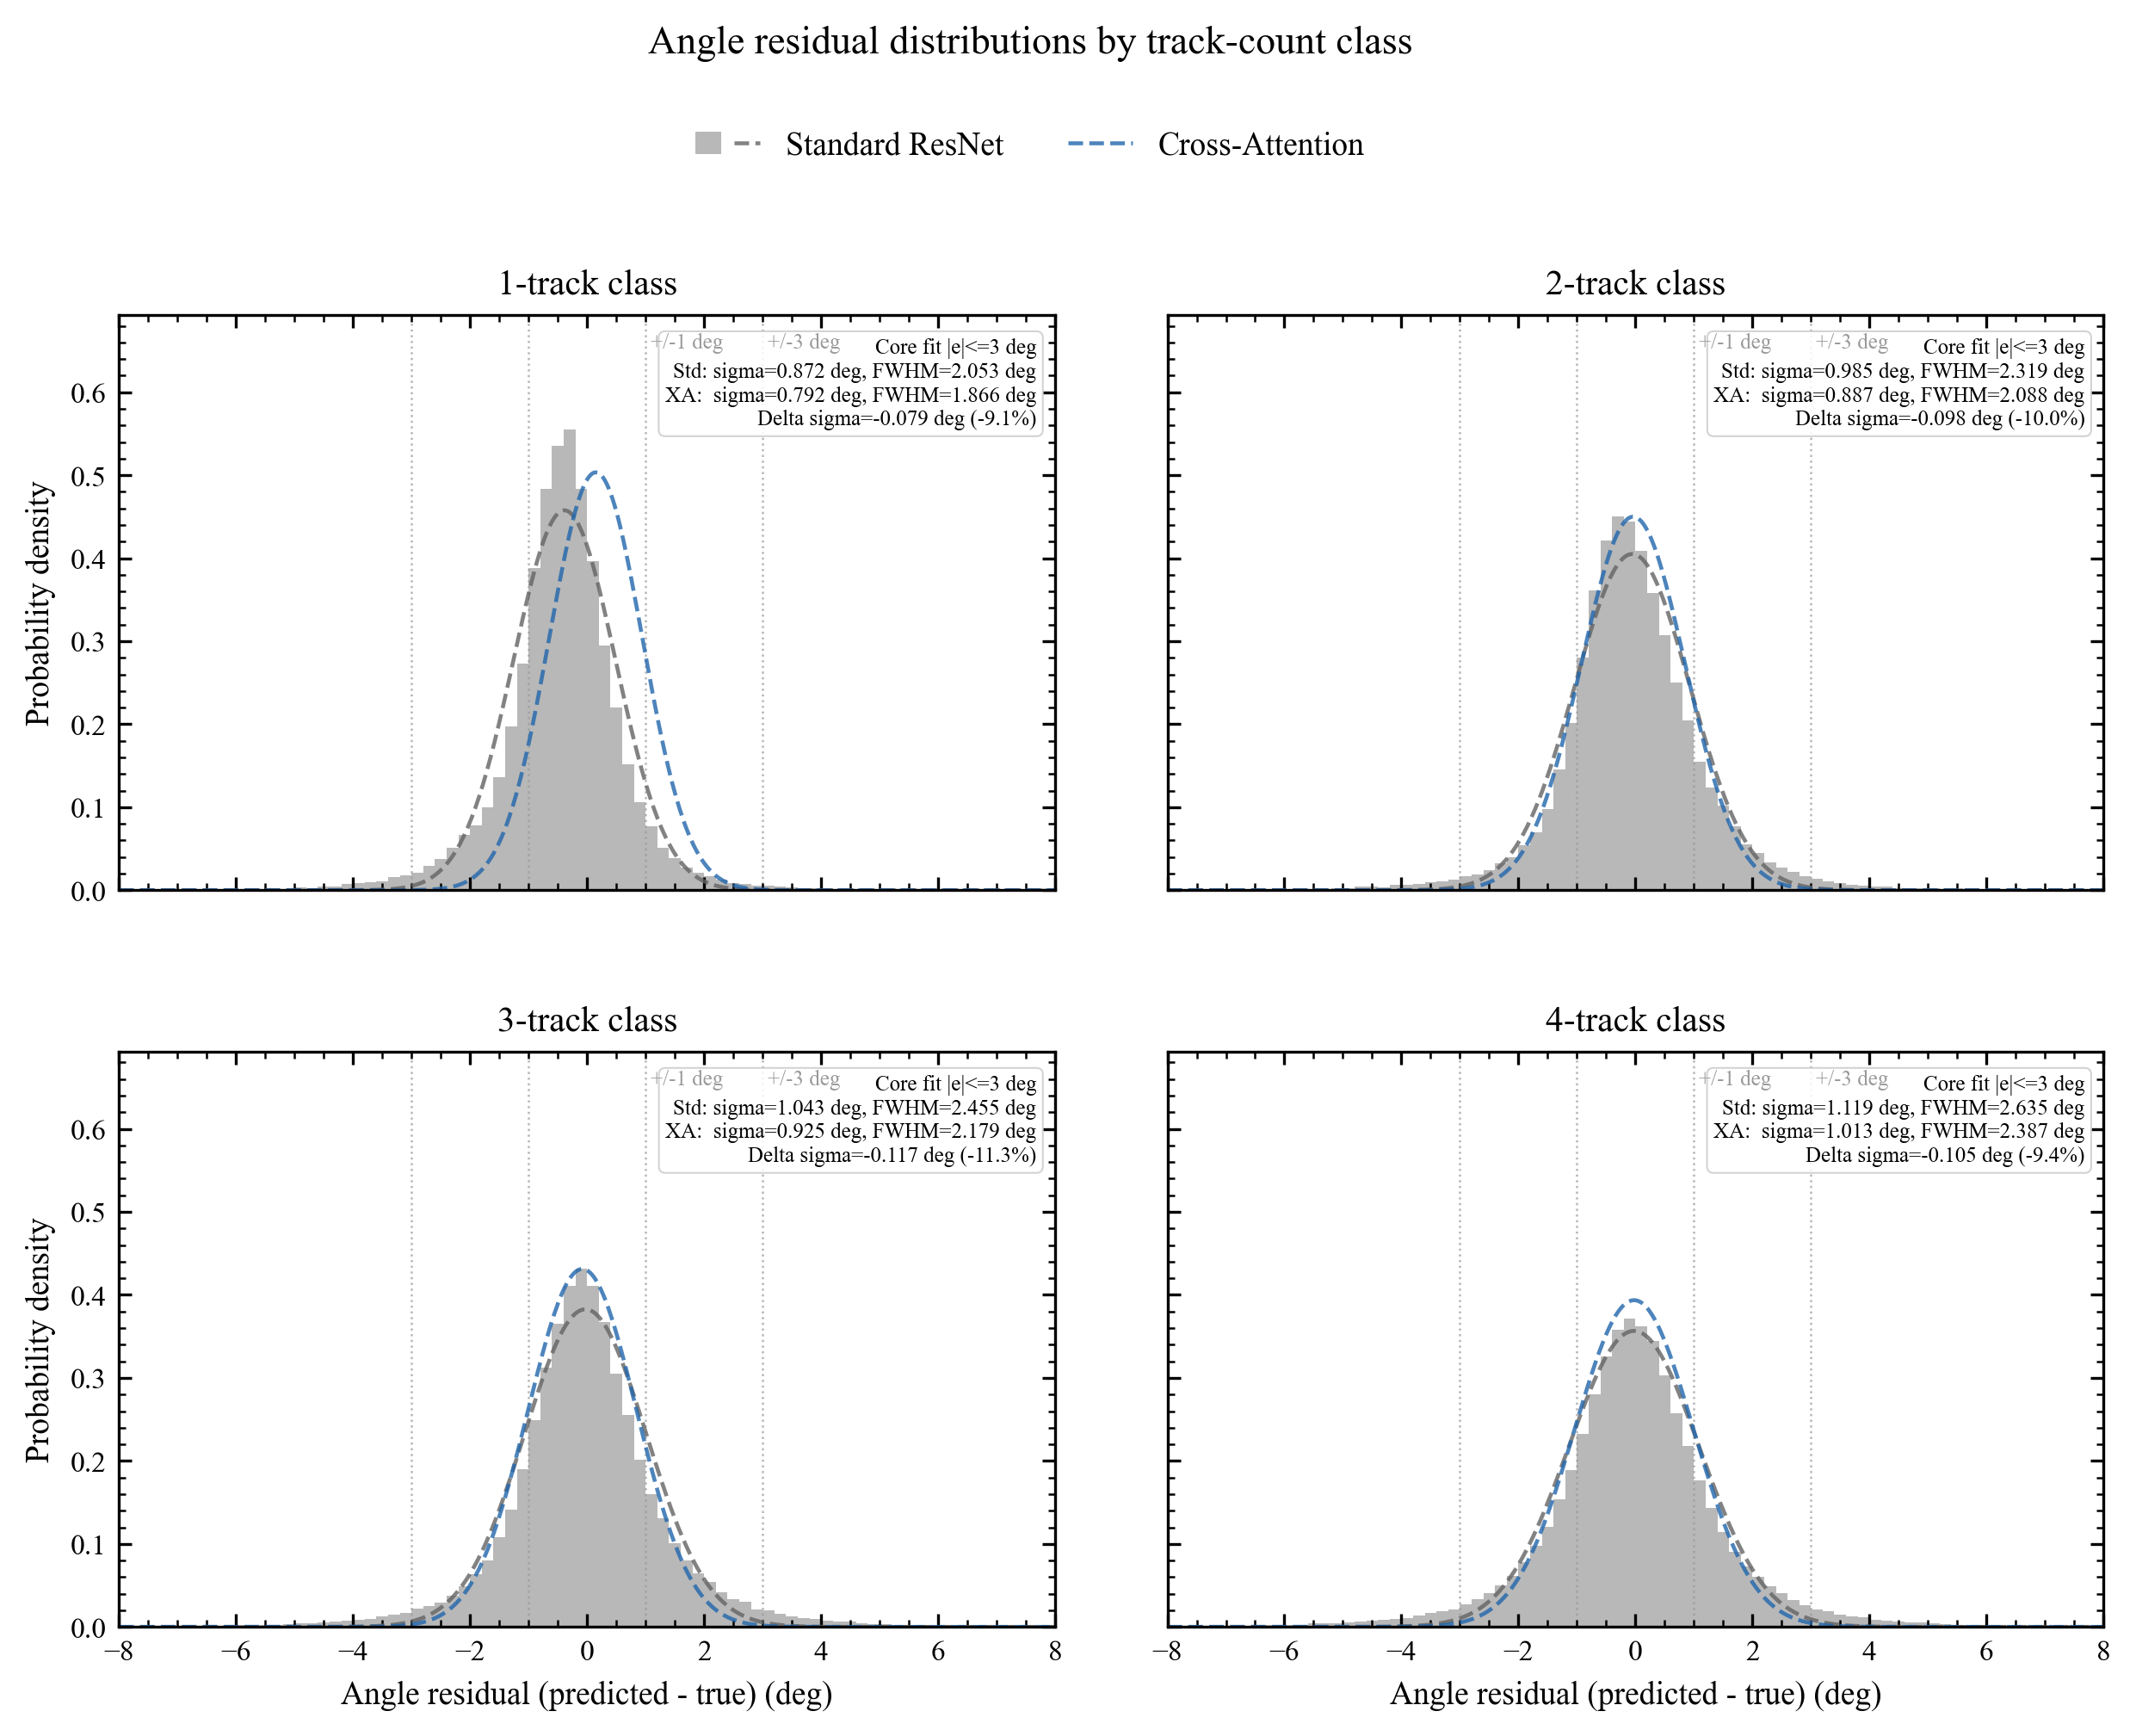 Angle residual distributions by track-count class
Standard ResNet
Cross-Attention
1-track class
+/-1 deg
+/-3 deg
Core fit |e|<=3 deg
Std: sigma=0.872 deg, FWHM=2.053 deg
XA:  sigma=0.792 deg, FWHM=1.866 deg
Delta sigma=-0.079 deg (-9.1%)
Probability density
0.6
0.5
0.4
0.3
0.2
0.1
0.0
2-track class
+/-1 deg
+/-3 deg
Core fit |e|<=3 deg
Std: sigma=0.985 deg, FWHM=2.319 deg
XA:  sigma=0.887 deg, FWHM=2.088 deg
Delta sigma=-0.098 deg (-10.0%)
3-track class
+/-1 deg
+/-3 deg
Core fit |e|<=3 deg
Std: sigma=1.043 deg, FWHM=2.455 deg
XA:  sigma=0.925 deg, FWHM=2.179 deg
Delta sigma=-0.117 deg (-11.3%)
Probability density
0.6
0.5
0.4
0.3
0.2
0.1
0.0
−8 −6 −4 −2 0 2 4 6 8
Angle residual (predicted - true) (deg)
4-track class
+/-1 deg
+/-3 deg
Core fit |e|<=3 deg
Std: sigma=1.119 deg, FWHM=2.635 deg
XA:  sigma=1.013 deg, FWHM=2.387 deg
Delta sigma=-0.105 deg (-9.4%)
−8 −6 −4 −2 0 2 4 6 8
Angle residual (predicted - true) (deg)